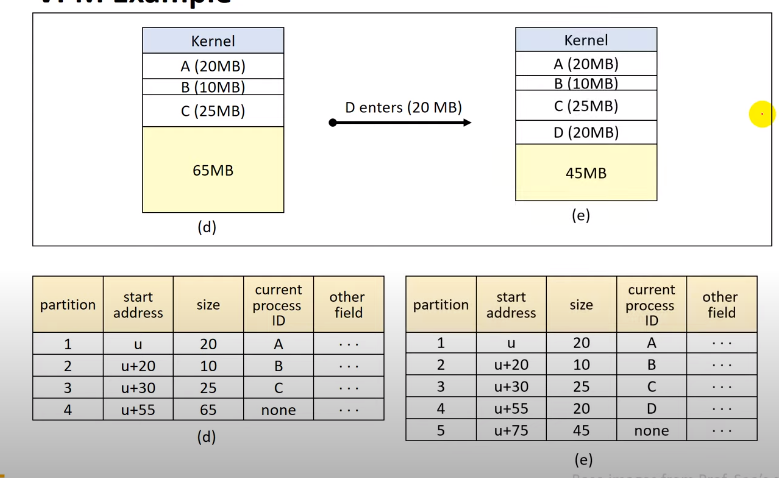 Kernel
A (20MB)
B (10MB)
C (25MB)
65MB
(d)
D enters (20 MB)
Kernel
A (20MB)
B (10MB)
C (25MB)
D (20MB)
45MB
(e)
partition start address size current process ID other field
1 u 20 A ...
2 u+20 10 B ...
3 u+30 25 C ...
4 u+55 65 none ...
(d)
partition start address size current process ID other field
1 u 20 A ...
2 u+20 10 B ...
3 u+30 25 C ...
4 u+55 20 D ...
5 u+75 45 none ...
(e)